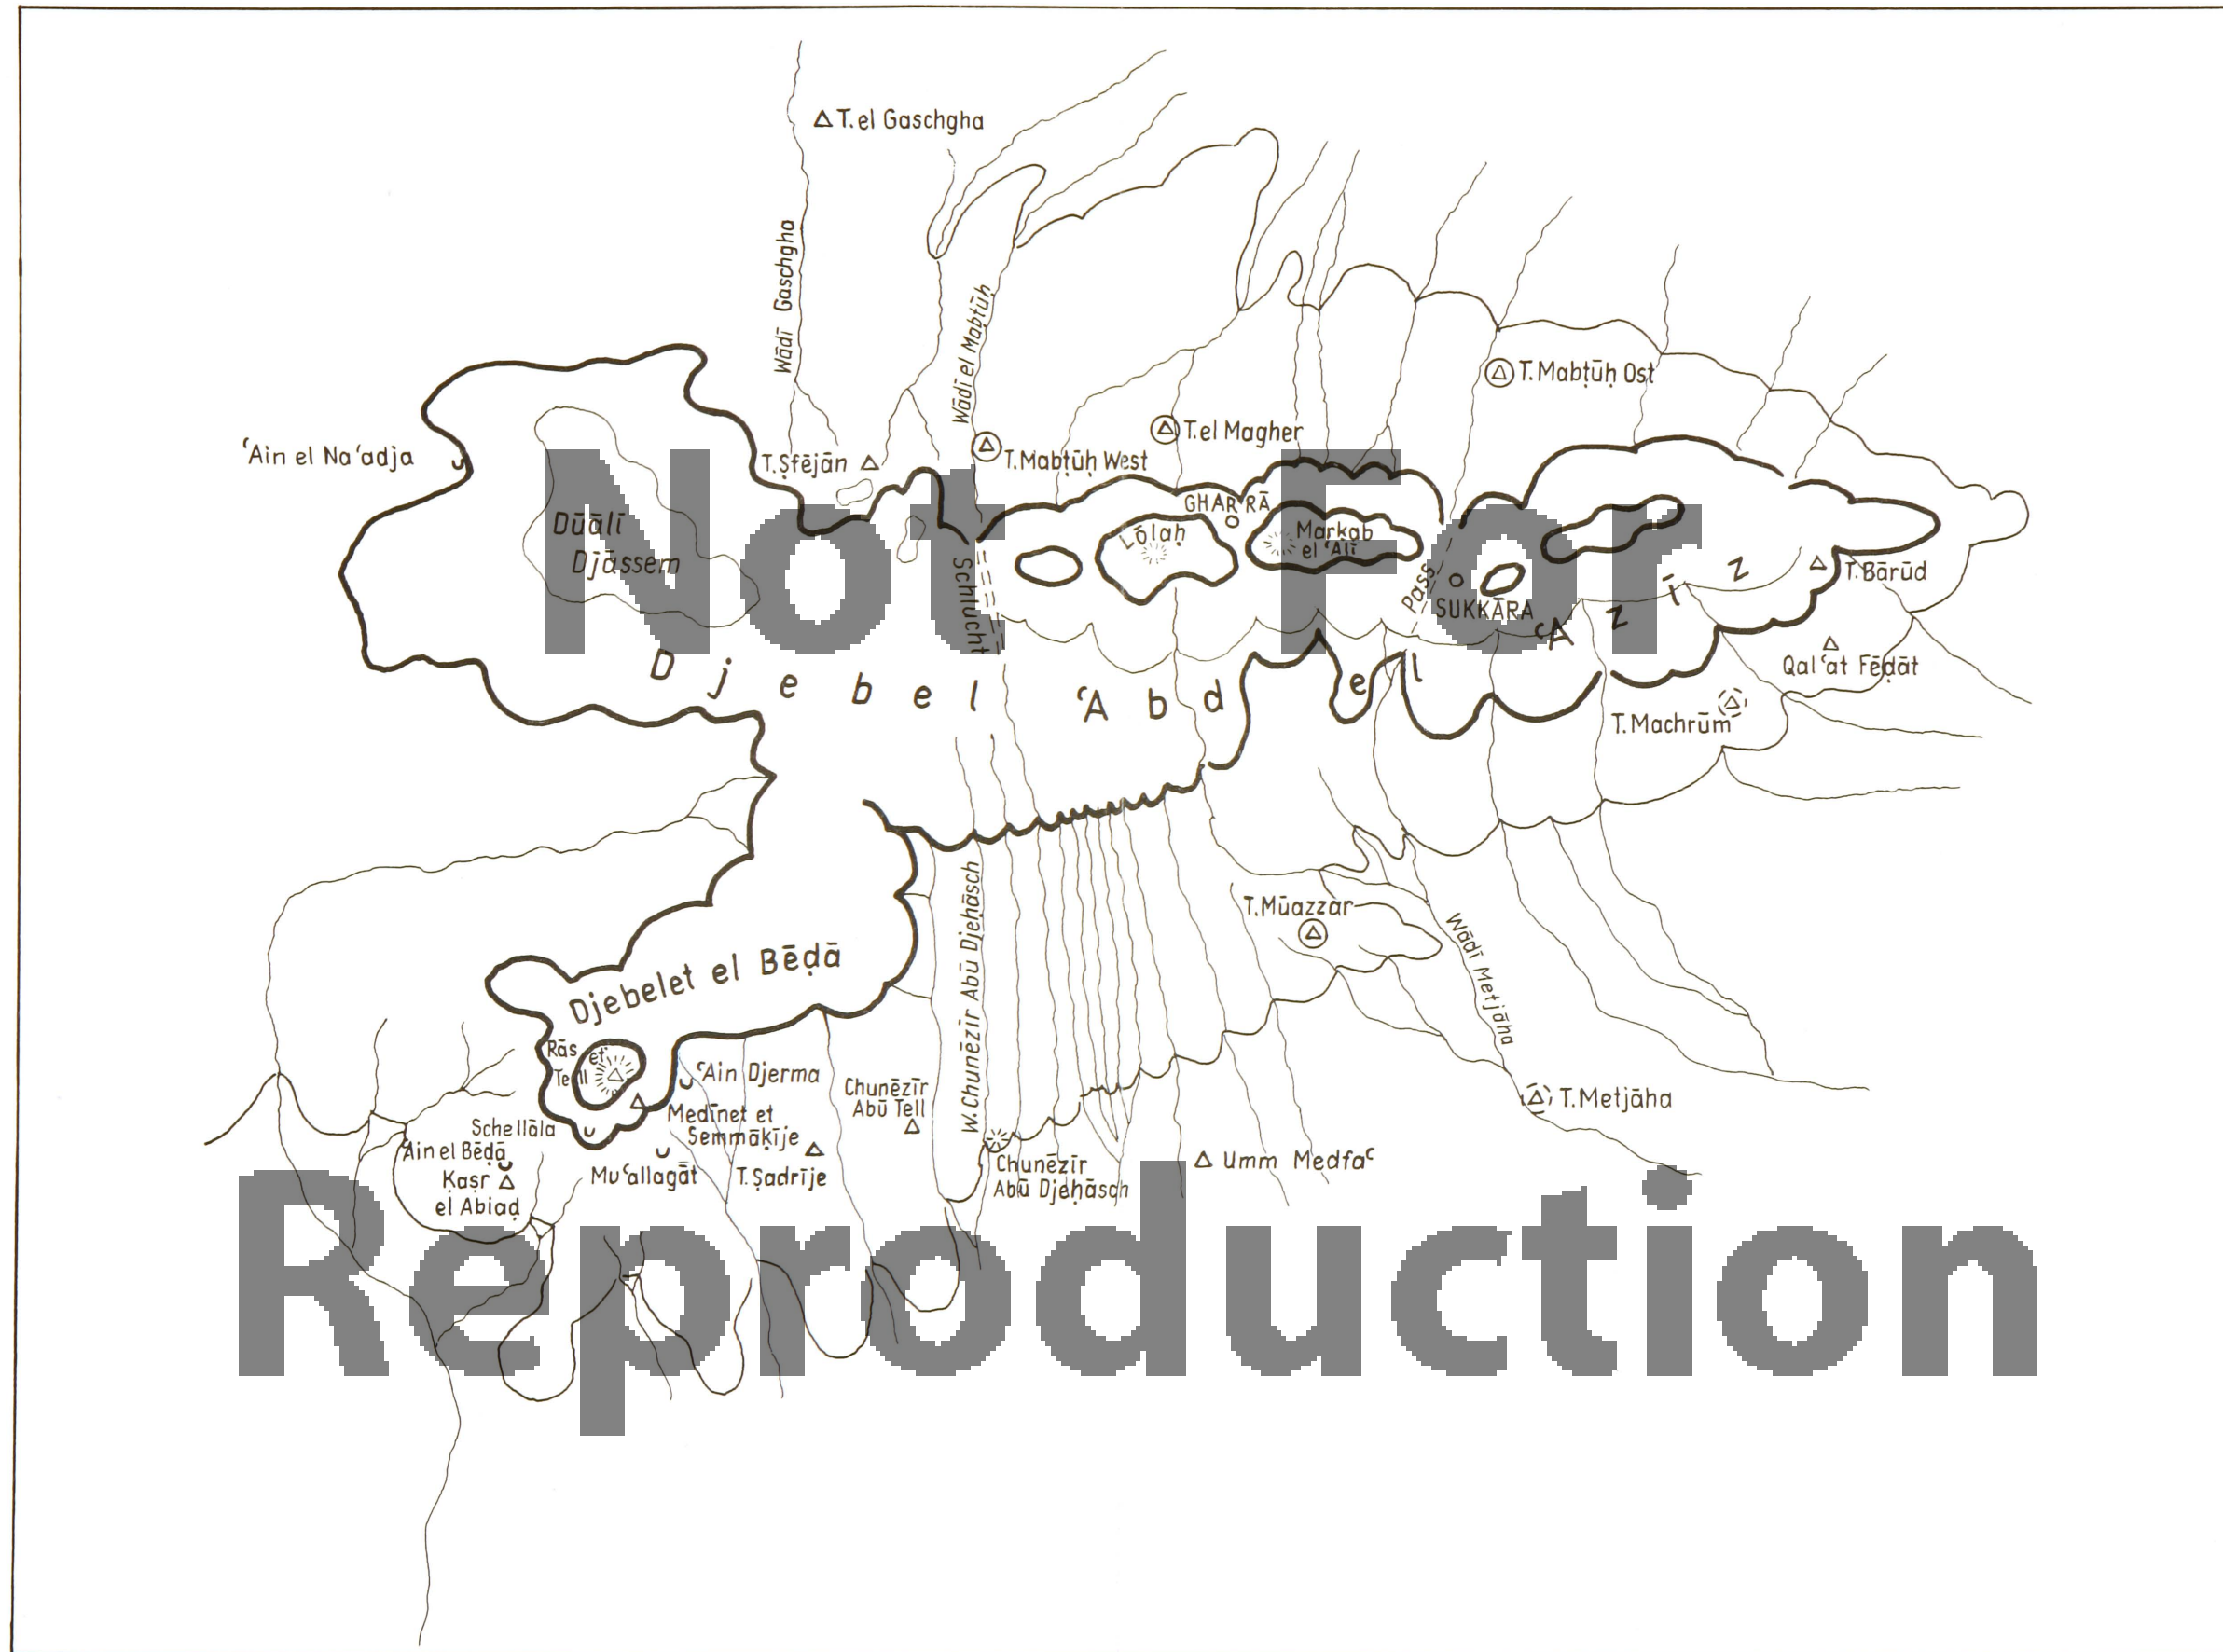 T. el Gaschgha
Wādī Gaschgha
Wādī el Mabṭūḥ
T. Mabṭūḥ Ost
ʿAin el Naʿadja
T. Ṣfējān
T. Mabṭūḥ West
T. el Magher
GHARRĀ
Dūālī
Djāssem
Lōlaḥ
Markab
el ʿAlī
Schlucht
Pass
SUKKĀRA
T. Bārūd
Qalʿat Fēḍāt
T. Machrūm
Djebel ʿAbd el ʿAzīz
Not For
T. Mūazzar
Wādī Metjāha
Djebelet el Bēḍā
W. Chunēzīr Abū Djeḥāsch
Rās et
Tell
ʿAin Djerma
Chunēzīr
Abū Tell
T. Metjāha
Medīnet et
Semmāḳīje
Schellāla
ʿAin el Bēḍā
Ḳaṣr
el Abiaḍ
Muʿallagāt
T. Ṣadrīje
Chunēzīr
Abū Djeḥāsch
Umm Medfaʿ
Reproduction